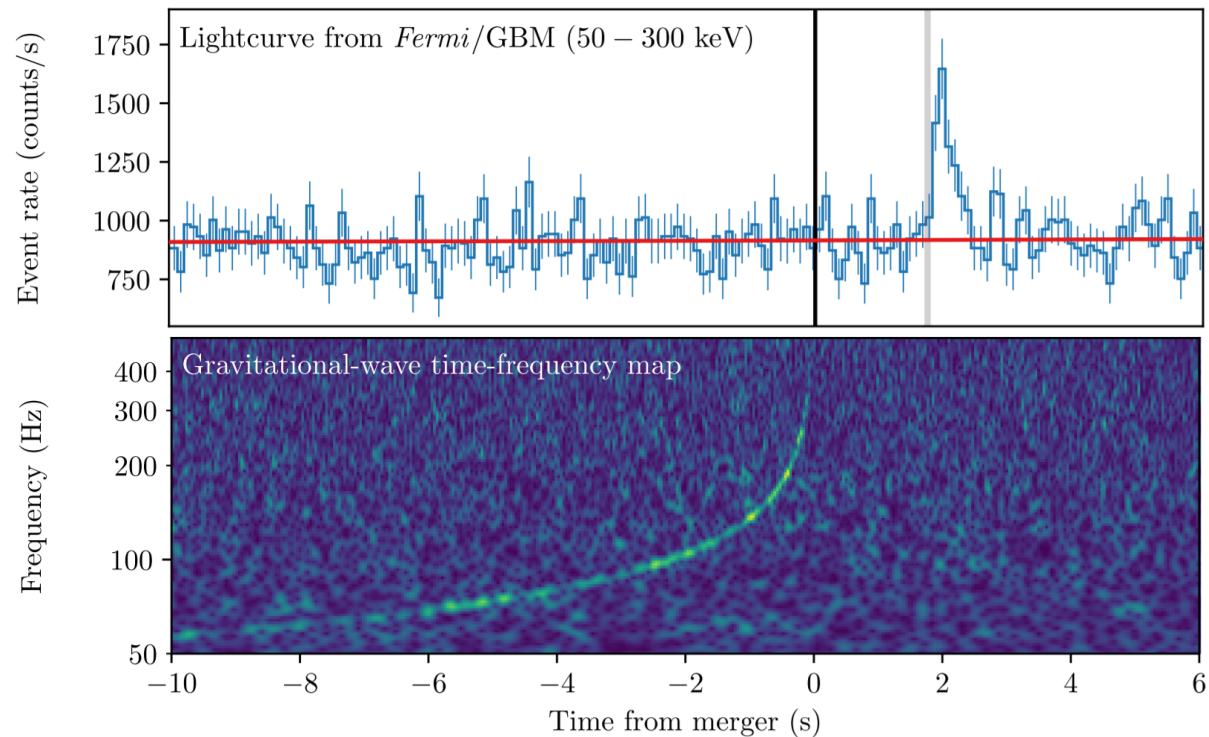 Lightcurve from Fermi/GBM (50 − 300 keV)
Event rate (counts/s)
1750
1500
1250
1000
750
Gravitational-wave time-frequency map
Frequency (Hz)
400
300
200
100
50
−10 −8 −6 −4 −2 0 2 4 6
Time from merger (s)